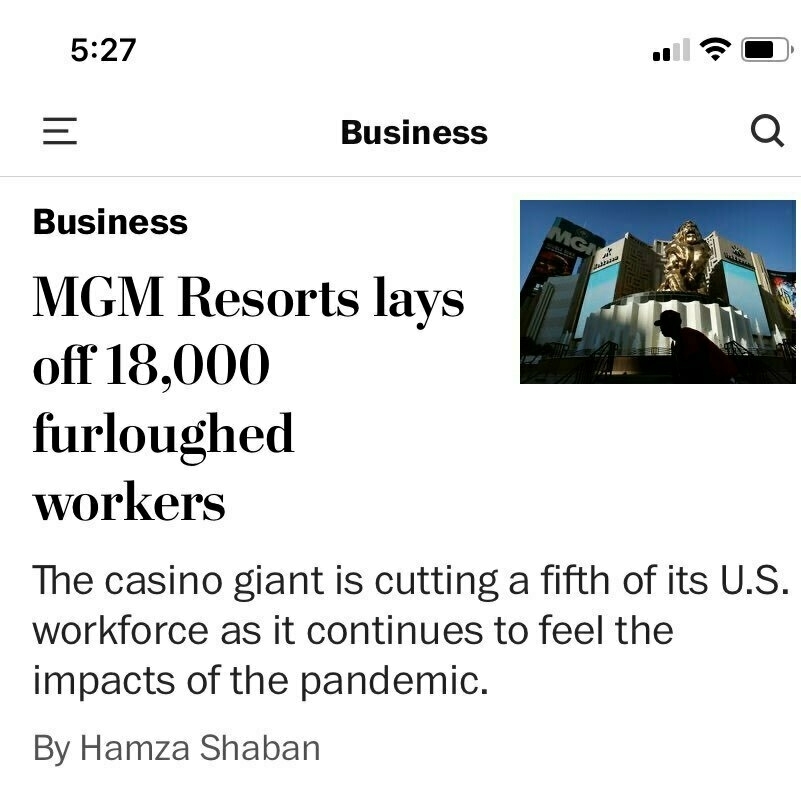 5:27
Business
Business
MGM Resorts lays
off 18,000
furloughed
workers
MGM
The casino giant is cutting a fifth of its U.S.
workforce as it continues to feel the
impacts of the pandemic.
By Hamza Shaban